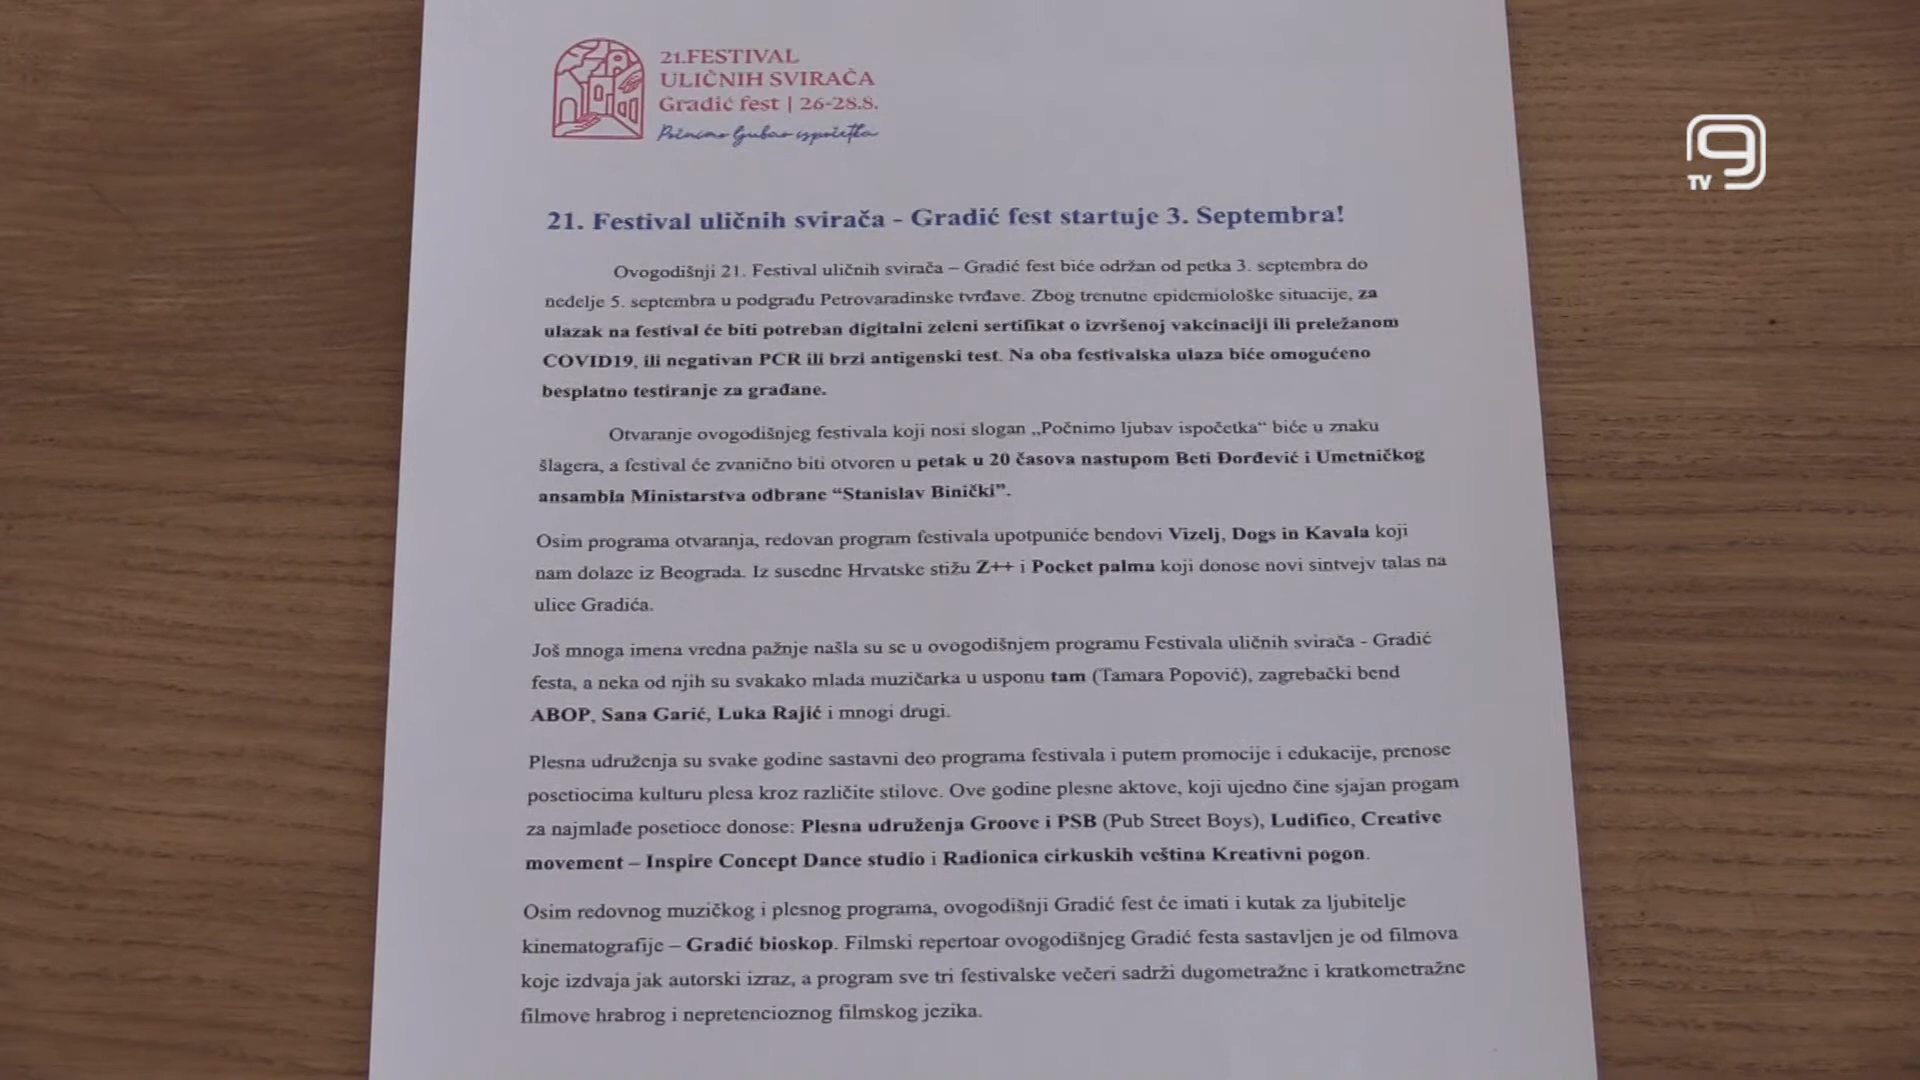 21.FESTIVAL
ULIČNIH SVIRAČA
Gradić fest | 26-28.8.
Počnimo ljubav ispočetka
TV 9
21. Festival uličnih svirača - Gradić fest startuje 3. Septembra!
Ovogodišnji 21. Festival uličnih svirača – Gradić fest biće održan od petka 3. septembra do
nedelje 5. septembra u podgrađu Petrovaradinske tvrđave. Zbog trenutne epidemiološke situacije, za
ulazak na festival će biti potreban digitalni zeleni sertifikat o izvršenoj vakcinaciji ili preležanom
COVID19, ili negativan PCR ili brzi antigenski test. Na oba festivalska ulaza biće omogućeno
besplatno testiranje za građane.
Otvaranje ovogodišnjeg festivala koji nosi slogan „Počnimo ljubav ispočetka“ biće u znaku
šlagera, a festival će zvanično biti otvoren u petak u 20 časova nastupom Beti Đorđević i Umetničkog
ansambla Ministarstva odbrane “Stanislav Binički”.
Osim programa otvaranja, redovan program festivala upotpuniće bendovi Vizelj, Dogs in Kavala koji
nam dolaze iz Beograda. Iz susedne Hrvatske stižu Z++ i Pocket palma koji donose novi sintvejv talas na
ulice Gradića.
Još mnoga imena vredna pažnje našla su se u ovogodišnjem programu Festivala uličnih svirača - Gradić
festa, a neka od njih su svakako mlada muzičarka u usponu tam (Tamara Popović), zagrebački bend
ABOP, Sana Garić, Luka Rajić i mnogi drugi.
Plesna udruženja su svake godine sastavni deo programa festivala i putem promocije i edukacije, prenose
posetiocima kulturu plesa kroz različite stilove. Ove godine plesne aktove, koji ujedno čine sjajan progam
za najmlađe posetioce donose: Plesna udruženja Groove i PSB (Pub Street Boys), Ludifico, Creative
movement – Inspire Concept Dance studio i Radionica cirkuskih veština Kreativni pogon.
Osim redovnog muzičkog i plesnog programa, ovogodišnji Gradić fest će imati i kutak za ljubitelje
kinematografije – Gradić bioskop. Filmski repertoar ovogodišnjeg Gradić festa sastavljen je od filmova
koje izdvaja jak autorski izraz, a program sve tri festivalske večeri sadrži dugometražne i kratkometražne
filmove hrabrog i nepretencioznog filmskog jezika.